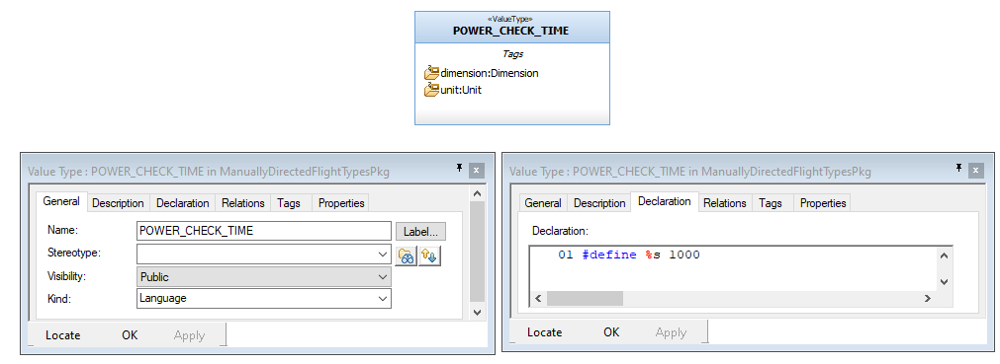 «ValueType»
POWER_CHECK_TIME
Tags
dimension:Dimension
unit:Unit
Value Type : POWER_CHECK_TIME in ManuallyDirectedFlightTypesPkg
General Description Declaration Relations Tags Properties
Name: POWER_CHECK_TIME Label...
Stereotype:
Visibility: Public
Kind: Language
Locate OK Apply
Value Type : POWER_CHECK_TIME in ManuallyDirectedFlightTypesPkg
General Description Declaration Relations Tags Properties
Declaration:
01 #define %s 1000
Locate OK Apply